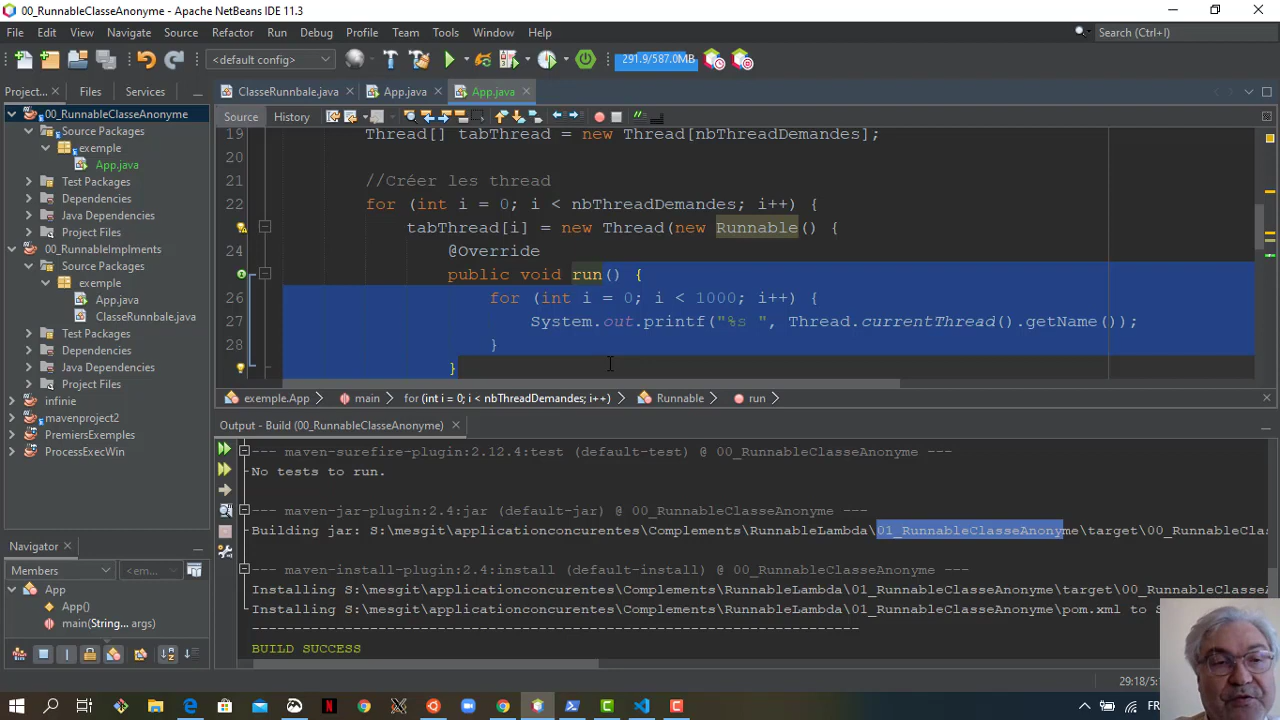 00_RunnableClasseAnonyme - Apache NetBeans IDE 11.3
File Edit View Navigate Source Refactor Run Debug Profile Team Tools Window Help
Search (Ctrl+I)
<default config>
291.9/587.0MB
Project...
Files
Services
ClasseRunnbale.java
App.java
App.java
Source
History
00_RunnableClasseAnonyme
Source Packages
exemple
App.java
Test Packages
Dependencies
Java Dependencies
Project Files
00_RunnableImplments
Source Packages
exemple
App.java
ClasseRunnbale.java
Test Packages
Dependencies
Java Dependencies
Project Files
infinie
mavenproject2
PremiersExemples
ProcessExecWin
19 Thread[] tabThread = new Thread[nbThreadDemandes];
20
21 //Créer les thread
22 for (int i = 0; i < nbThreadDemandes; i++) {
tabThread[i] = new Thread(new Runnable() {
24 @Override
public void run() {
26 for (int i = 0; i < 1000; i++) {
27 System.out.printf("%s ", Thread.currentThread().getName());
28 }
}
exemple.App
main
for (int i = 0; i < nbThreadDemandes; i++)
Runnable
run
Output - Build (00_RunnableClasseAnonyme)
--- maven-surefire-plugin:2.12.4:test (default-test) @ 00_RunnableClasseAnonyme ---
No tests to run.
--- maven-jar-plugin:2.4:jar (default-jar) @ 00_RunnableClasseAnonyme ---
Building jar: S:\mesgit\applicationconcurentes\Complements\RunnableLambda\01_RunnableClasseAnonyme\target\00_RunnableClas
--- maven-install-plugin:2.4:install (default-install) @ 00_RunnableClasseAnonyme ---
Installing S:\mesgit\applicationconcurentes\Complements\RunnableLambda\01_RunnableClasseAnonyme\target\00_RunnableClasseA
Installing S:\mesgit\applicationconcurentes\Complements\RunnableLambda\01_RunnableClasseAnonyme\pom.xml to S
------------------------------------------------------------------------
BUILD SUCCESS
Navigator
Members
<em...
App
App()
main(String... args)
29:18/5:
FR